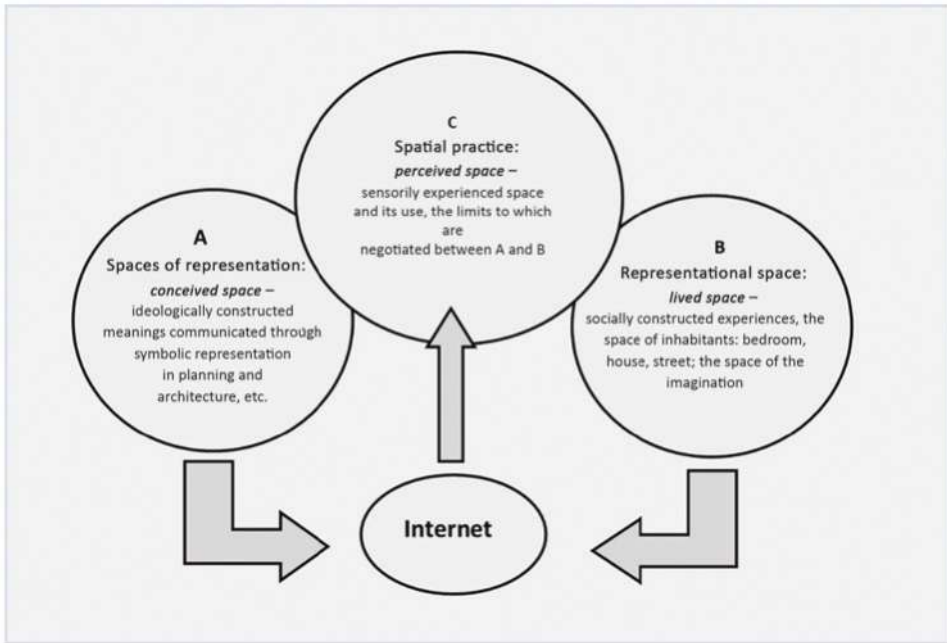 C
Spatial practice:
perceived space –
sensorily experienced space
and its use, the limits to which
are
negotiated between A and B
A
Spaces of representation:
conceived space –
ideologically constructed
meanings communicated through
symbolic representation
in planning and
architecture, etc.
B
Representational space:
lived space –
socially constructed experiences, the
space of inhabitants: bedroom,
house, street; the space of the
imagination
Internet